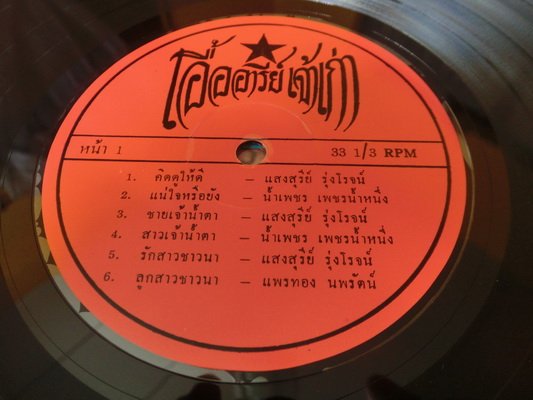 เอื้ออารีย์ เจ้าเก่า
หน้า 1 33 1/3 RPM
1. คิดดูให้ดี – แสงสุรีย์ รุ่งโรจน์
2. แน่ใจหรือยัง – น้ำเพชร เพชรน้ำหนึ่ง
3. ชายเจ้าน้ำตา – แสงสุรีย์ รุ่งโรจน์
4. สาวเจ้าน้ำตา – น้ำเพชร เพชรน้ำหนึ่ง
5. รักสาวชาวนา – แสงสุรีย์ รุ่งโรจน์
6. ลูกสาวชาวนา – แพรทอง นพรัตน์